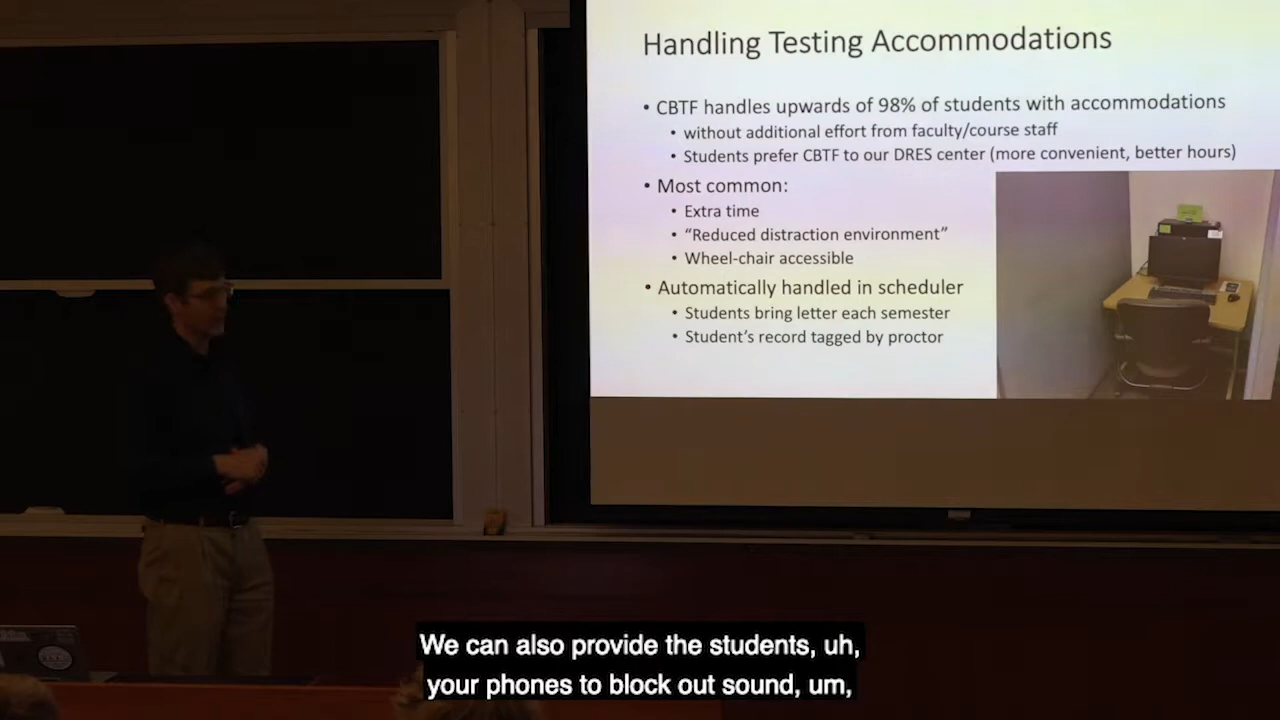 Handling Testing Accommodations
• CBTF handles upwards of 98% of students with accommodations
• without additional effort from faculty/course staff
• Students prefer CBTF to our DRES center (more convenient, better hours)
• Most common:
• Extra time
• “Reduced distraction environment”
• Wheel-chair accessible
• Automatically handled in scheduler
• Students bring letter each semester
• Student’s record tagged by proctor
We can also provide the students, uh,
your phones to block out sound, um,